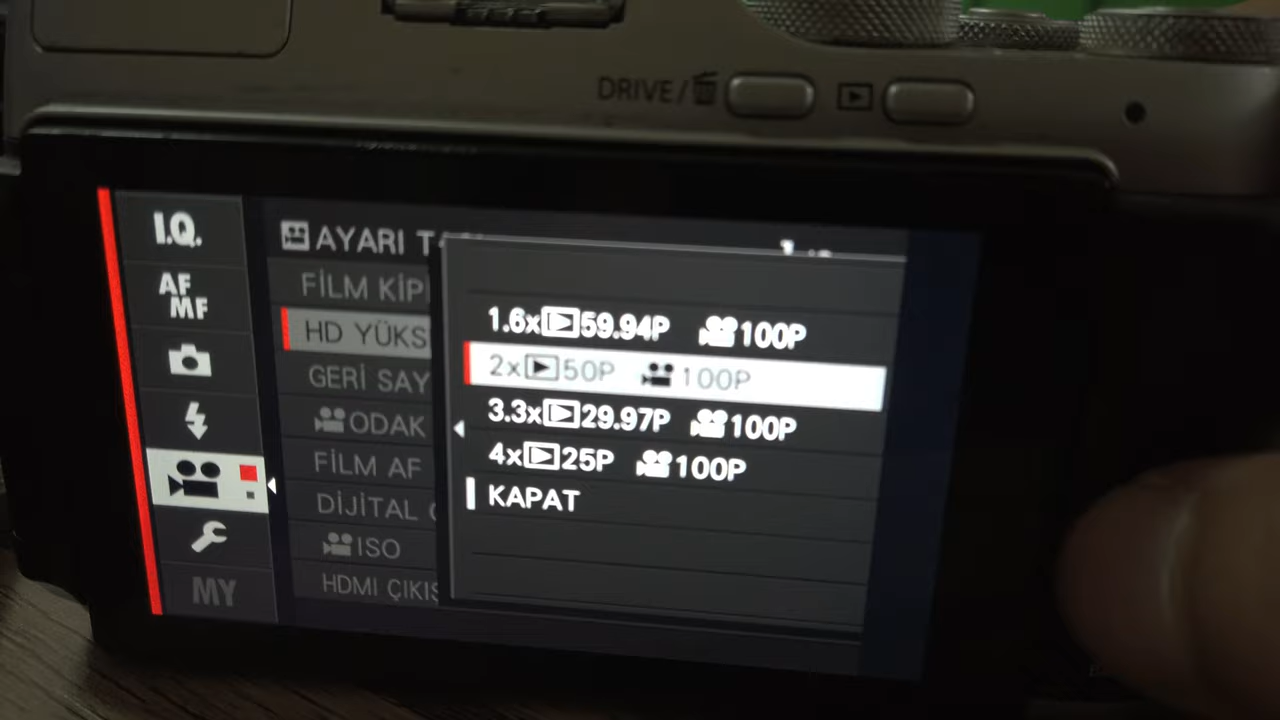 DRIVE /
I.Q.
AF
MF
MY
AYARI
FİLM KİPİ
HD YÜKS
GERİ SAY
ODAK
FİLM AF
DİJİTAL
ISO
HDMI ÇIKIŞ
1.6x 59.94P 100P
2x 50P 100P
3.3x 29.97P 100P
4x 25P 100P
KAPAT